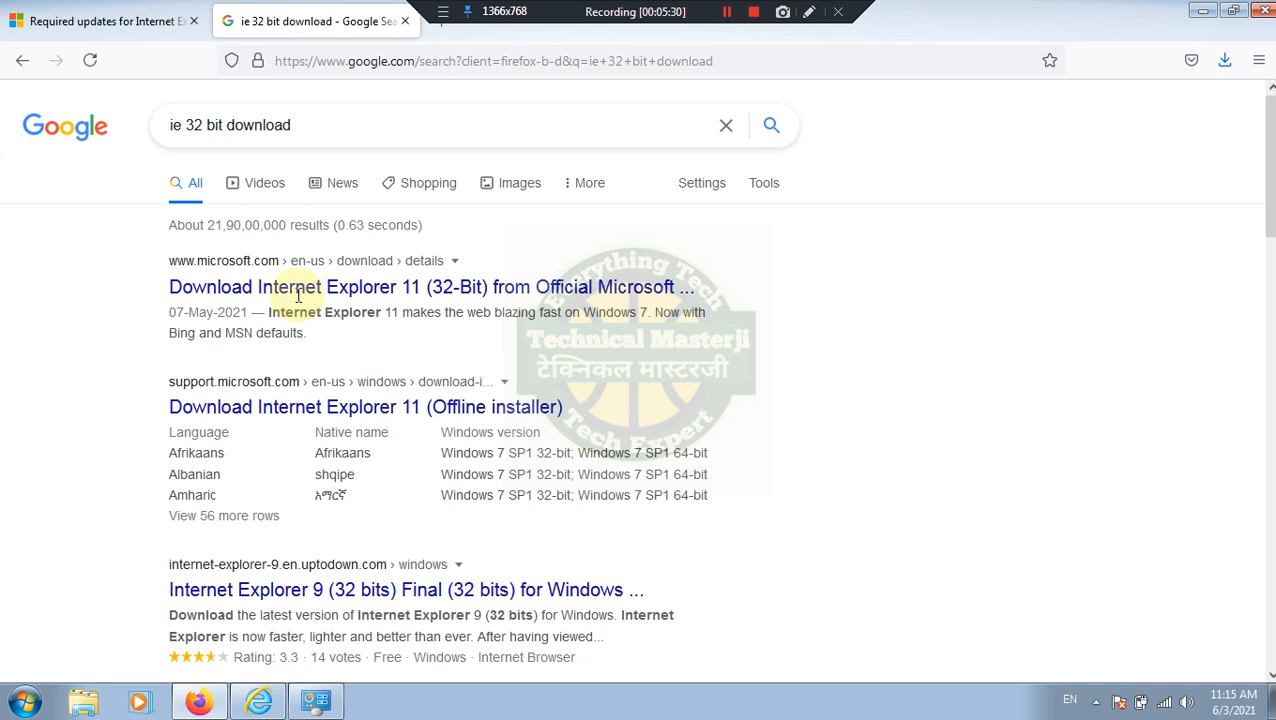 Required updates for Internet Ex
ie 32 bit download - Google Sea
1366x768
Recording [00:05:30]
https://www.google.com/search?client=firefox-b-d&q=ie+32+bit+download
Google
ie 32 bit download
All
Videos
News
Shopping
Images
More
Settings
Tools
About 21,90,00,000 results (0.63 seconds)
www.microsoft.com › en-us › download › details
Download Internet Explorer 11 (32-Bit) from Official Microsoft ...
07-May-2021 — Internet Explorer 11 makes the web blazing fast on Windows 7. Now with
Bing and MSN defaults.
Everything Tech
Technical Masterji
टेक्निकल मास्टरजी
Tech Expert
support.microsoft.com › en-us › windows › download-i...
Download Internet Explorer 11 (Offline installer)
Language Native name Windows version
Afrikaans Afrikaans Windows 7 SP1 32-bit; Windows 7 SP1 64-bit
Albanian shqipe Windows 7 SP1 32-bit; Windows 7 SP1 64-bit
Amharic አማርኛ Windows 7 SP1 32-bit; Windows 7 SP1 64-bit
View 56 more rows
internet-explorer-9.en.uptodown.com › windows
Internet Explorer 9 (32 bits) Final (32 bits) for Windows ...
Download the latest version of Internet Explorer 9 (32 bits) for Windows. Internet
Explorer is now faster, lighter and better than ever. After having viewed...
Rating: 3.3 · 14 votes · Free · Windows · Internet Browser
EN
11:15 AM
6/3/2021